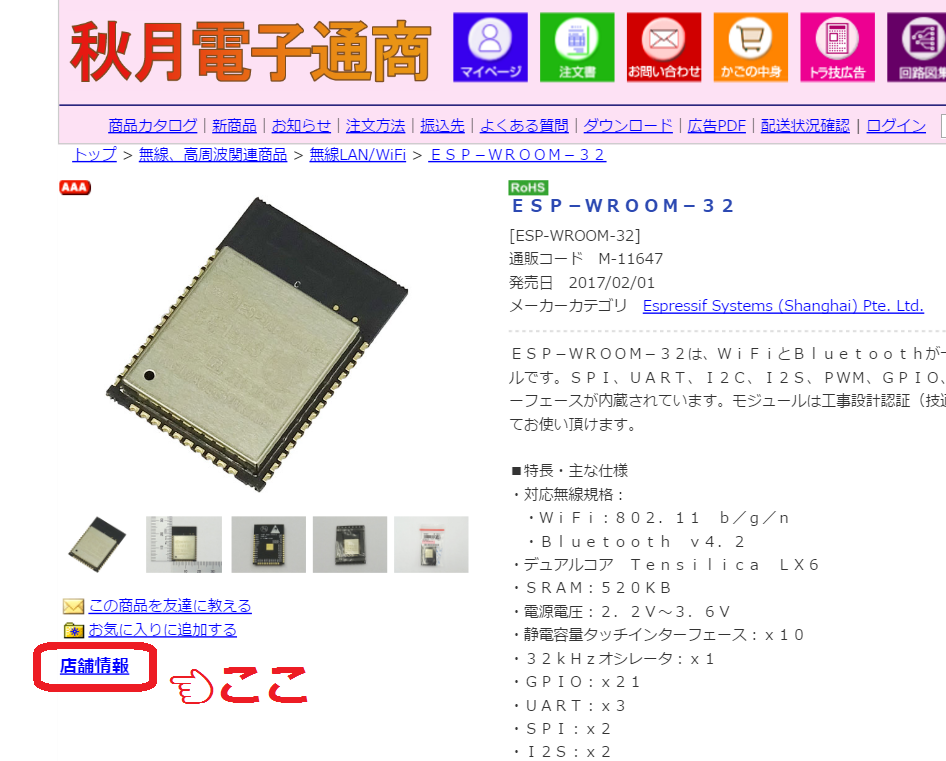 秋月電子通商
マイページ 注文書 お問い合わせ かごの中身 トラ技広告 回路図集
商品カタログ | 新商品 | お知らせ | 注文方法 | 振込先 | よくある質問 | ダウンロード | 広告PDF | 配送状況確認 | ログイン
トップ > 無線、高周波関連商品 > 無線LAN/WiFi > ESP-WROOM-32
AAA
RoHS
ESP-WROOM-32
[ESP-WROOM-32]
通販コード M-11647
発売日 2017/02/01
メーカーカテゴリ Espressif Systems (Shanghai) Pte. Ltd.
ESP-WROOM-32は、WiFiとBluetoothが
ルです。SPI、UART、I2C、I2S、PWM、GPIO、
ーフェースが内蔵されています。モジュールは工事設計認証（技
てお使い頂けます。
■特長・主な仕様
・対応無線規格：
・WiFi：802.11 b/g/n
・Bluetooth v4.2
・デュアルコア Tensilica LX6
・SRAM：520KB
・電源電圧：2.2V～3.6V
・静電容量タッチインターフェース：x10
・32kHzオシレータ：x1
・GPIO：x21
・UART：x3
・SPI：x2
・I2S：x2
この商品を友達に教える
お気に入りに追加する
店舗情報
ここ